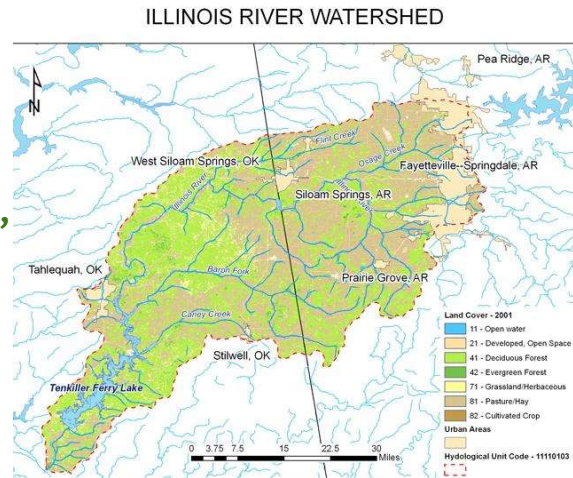 ILLINOIS RIVER WATERSHED
Pea Ridge, AR
N
Flint Creek
West Siloam Springs, OK
Osage Creek
Fayetteville--Springdale, AR
Illinois River
Siloam Springs, AR
Illinois River
,
Tahlequah, OK
Baron Fork
Prairie Grove, AR
Caney Creek
Stilwell, OK
Tenkiller Ferry Lake
Land Cover - 2001
11 - Open water
21 - Developed, Open Space
41 - Deciduous Forest
42 - Evergreen Forest
71 - Grassland/Herbaceous
81 - Pasture/Hay
82 - Cultivated Crop
Urban Areas
Hydological Unit Code - 11110103
0 3.75 7.5 15 22.5 30
Miles